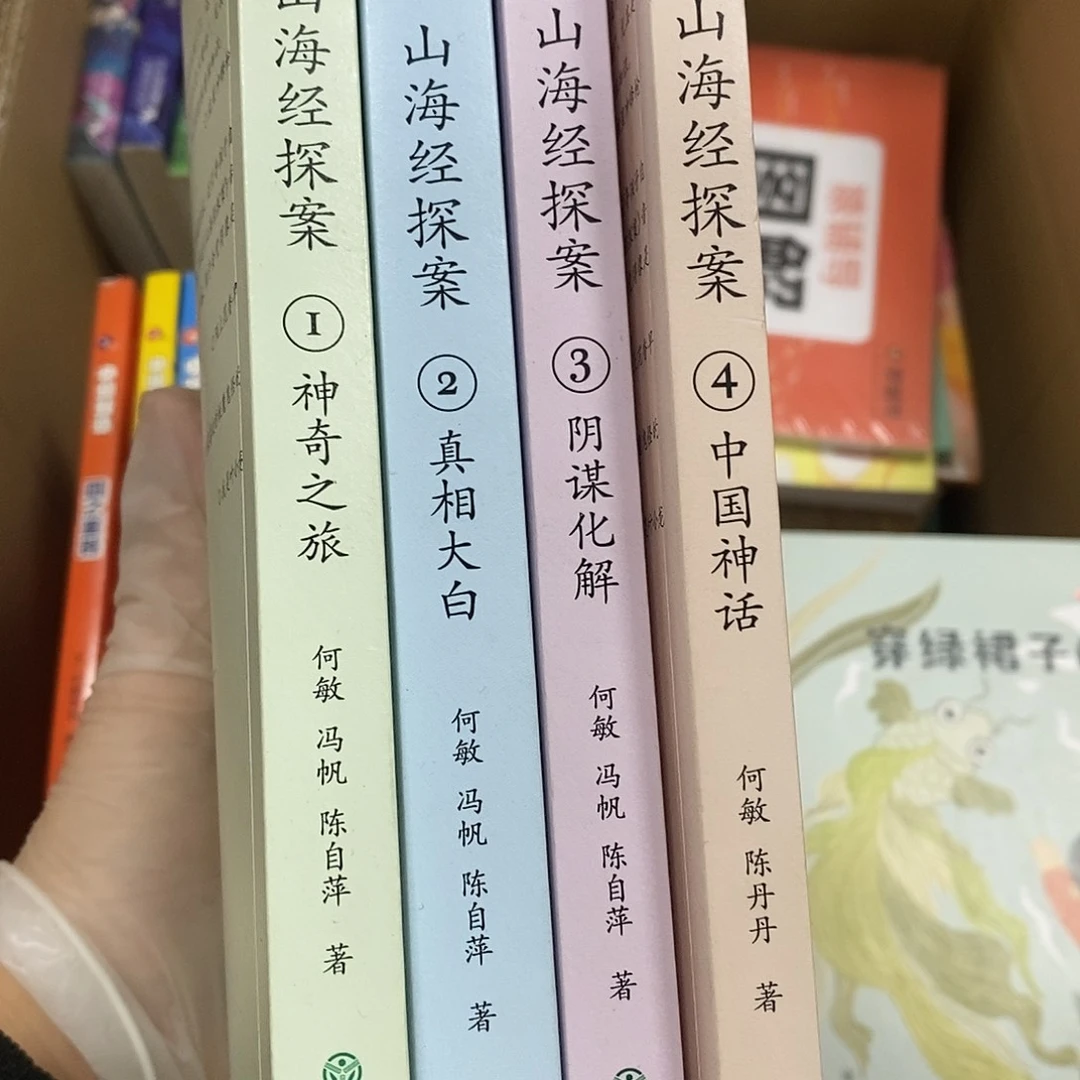 山海经探案
1
神奇之旅
何敏 冯帆 陈自萍 著
山海经探案
2
真相大白
何敏 冯帆 陈自萍 著
山海经探案
3
阴谋化解
何敏 冯帆 陈自萍 著
山海经探案
4
中国神话
何敏 陈丹丹 著
穿绿裙子